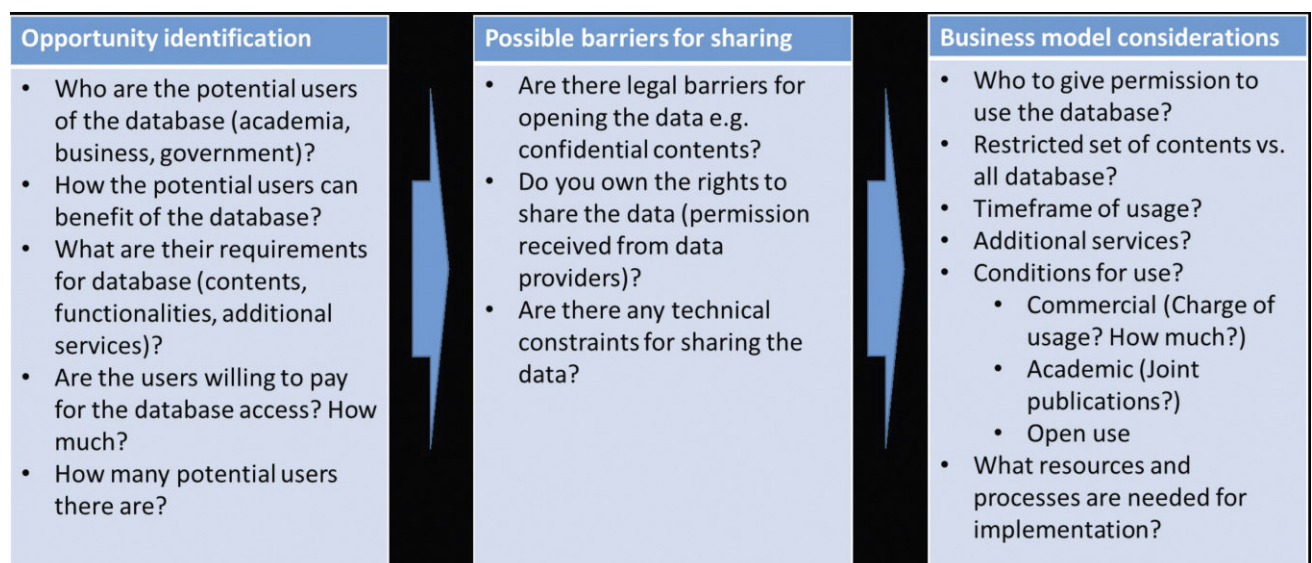 Opportunity identification
• Who are the potential users
of the database (academia,
business, government)?
• How the potential users can
benefit of the database?
• What are their requirements
for database (contents,
functionalities, additional
services)?
• Are the users willing to pay
for the database access? How
much?
• How many potential users
there are?
Possible barriers for sharing
• Are there legal barriers for
opening the data e.g.
confidential contents?
• Do you own the rights to
share the data (permission
received from data
providers)?
• Are there any technical
constraints for sharing the
data?
Business model considerations
• Who to give permission to
use the database?
• Restricted set of contents vs.
all database?
• Timeframe of usage?
• Additional services?
• Conditions for use?
• Commercial (Charge of
usage? How much?)
• Academic (Joint
publications?)
• Open use
• What resources and
processes are needed for
implementation?